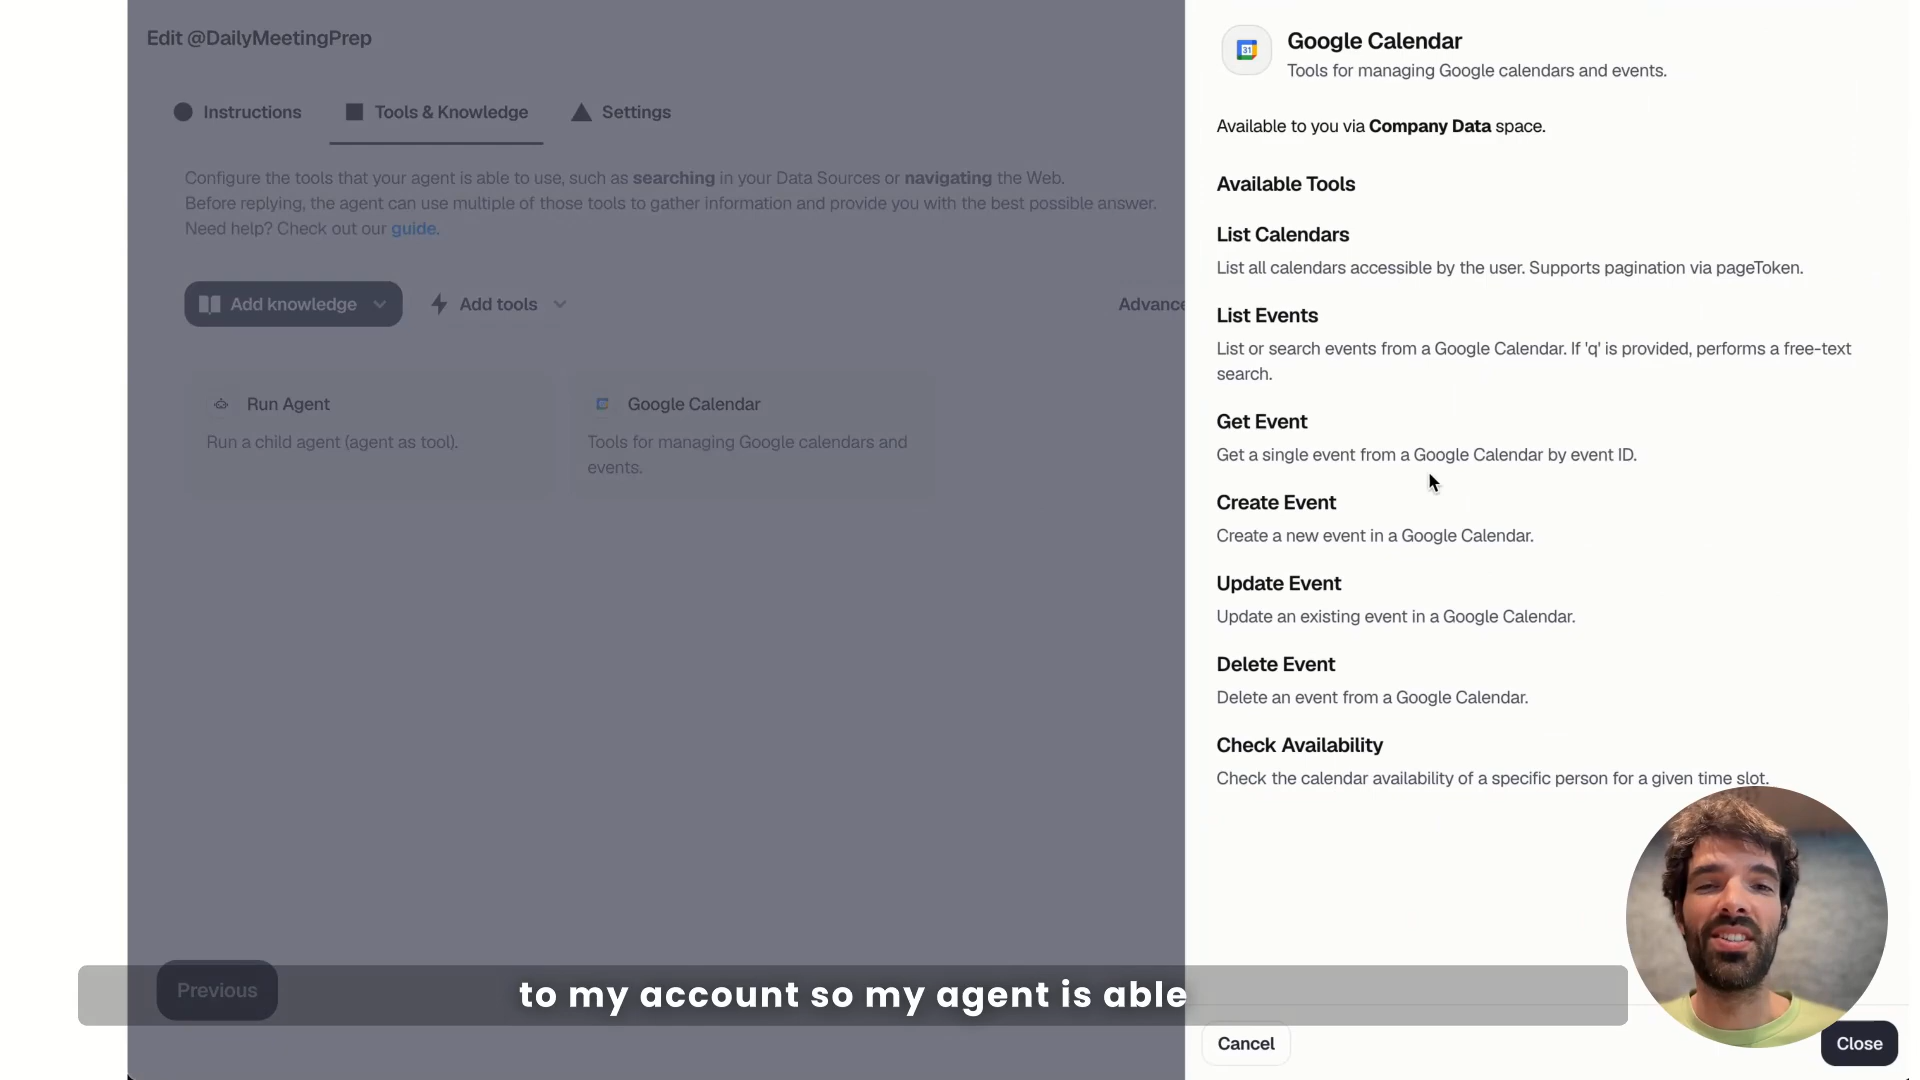 Edit @DailyMeetingPrep
Instructions
Tools & Knowledge
Settings
Configure the tools that your agent is able to use, such as searching in your Data Sources or navigating the Web.
Before replying, the agent can use multiple of those tools to gather information and provide you with the best possible answer.
Need help? Check out our guide.
Add knowledge
Add tools
Advance
Run Agent
Run a child agent (agent as tool).
Google Calendar
Tools for managing Google calendars and
events.
Previous
31
Google Calendar
Tools for managing Google calendars and events.
Available to you via Company Data space.
Available Tools
List Calendars
List all calendars accessible by the user. Supports pagination via pageToken.
List Events
List or search events from a Google Calendar. If 'q' is provided, performs a free-text
search.
Get Event
Get a single event from a Google Calendar by event ID.
Create Event
Create a new event in a Google Calendar.
Update Event
Update an existing event in a Google Calendar.
Delete Event
Delete an event from a Google Calendar.
Check Availability
Check the calendar availability of a specific person for a given time slot.
to my account so my agent is able
Cancel
Close